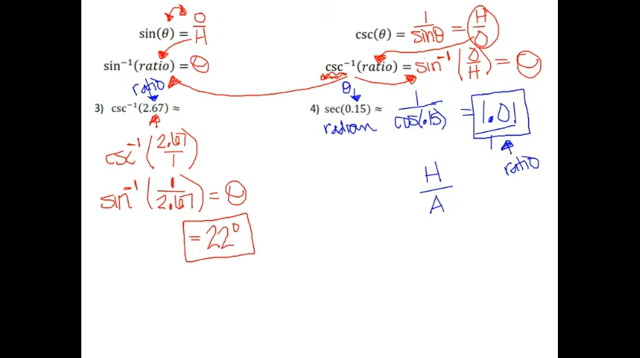 sin(θ) = O/H
csc(θ) = 1/sinθ = H/O
sin⁻¹(ratio) = θ
csc⁻¹(ratio) = sin⁻¹(O/H) = θ
ratio
θ
3) csc⁻¹(2.67) ≈
4) sec(0.15) ≈ 1/cos(.15) = 1.01/1
radian
ratio
csc⁻¹(2.67/1)
H/A
sin⁻¹(1/2.67) = θ
= 22°